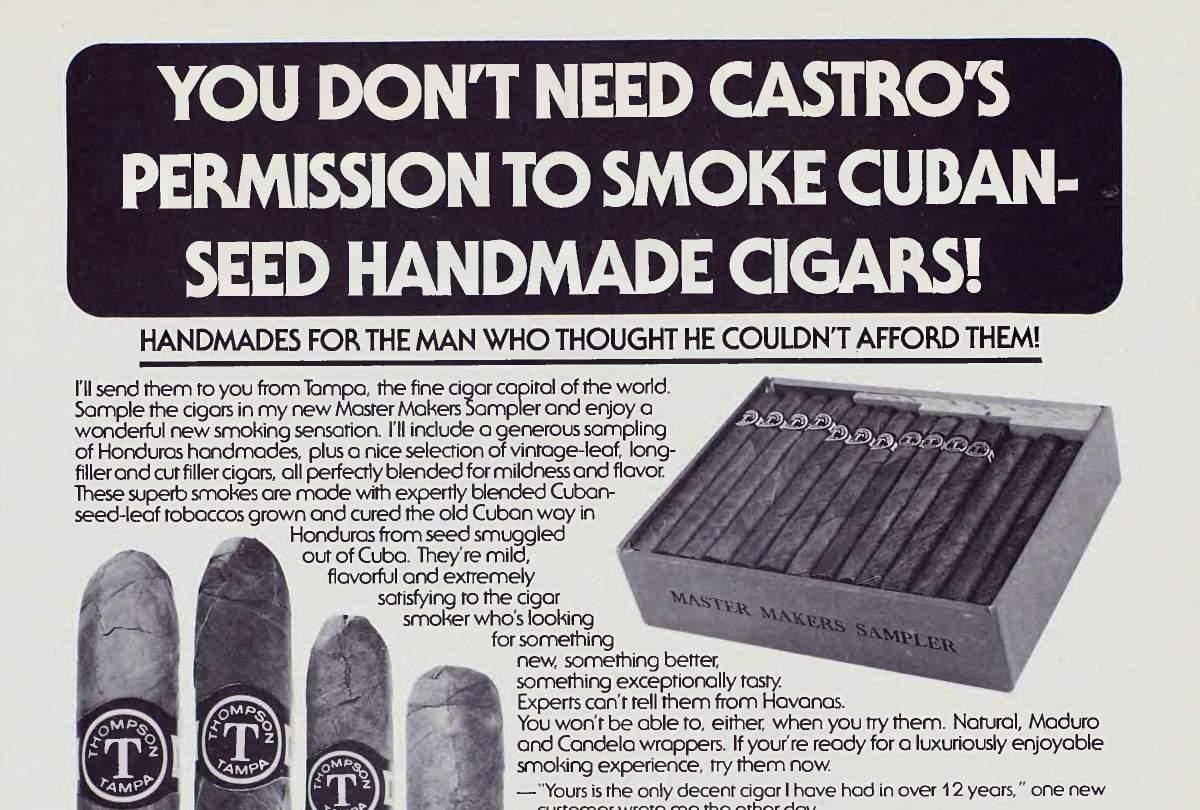 YOU DON'T NEED CASTRO'S
PERMISSION TO SMOKE CUBAN-
SEED HANDMADE CIGARS!
HANDMADES FOR THE MAN WHO THOUGHT HE COULDN'T AFFORD THEM!
I'll send them to you from Tampa, the fine cigar capital of the world.
Sample the cigars in my new Master Makers Sampler and enjoy a
wonderful new smoking sensation. I'll include a generous sampling
of Honduras handmades, plus a nice selection of vintage-leaf, long-
filler and cut filler cigars, all perfectly blended for mildness and flavor.
These superb smokes are made with expertly blended Cuban-
seed-leaf tobaccos grown and cured the old Cuban way in
Honduras from seed smuggled
out of Cuba. They're mild,
flavorful and extremely
satisfying to the cigar
smoker who's looking
for something
new, something better,
something exceptionally tasty.
Experts can't tell them from Havanas.
You won't be able to, either, when you try them. Natural, Maduro
and Candela wrappers. If your're ready for a luxuriously enjoyable
smoking experience, try them now.
—"Yours is the only decent cigar I have had in over 12 years," one new
customer wrote me the other day.
MASTER MAKERS SAMPLER
THOMPSON
T
TAMPA
THOMPSON
T
TAMPA
THOMPSON
T